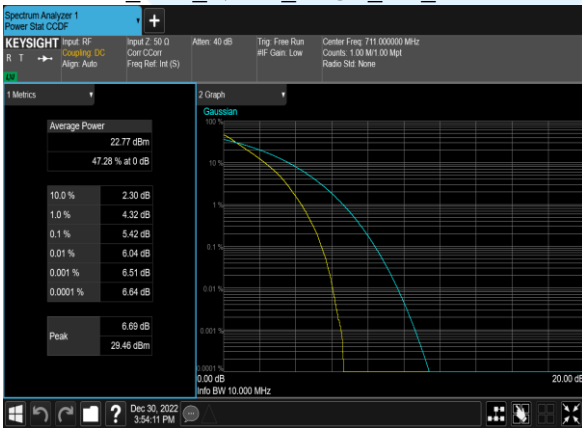 Spectrum Analyzer 1
Power Stat CCDF
KEYSIGHT
R T
LW
Input: RF
Coupling: DC
Align: Auto
Input Z: 50 Ω
Corr CCorr
Freq Ref: Int (S)
Atten: 40 dB
Trig: Free Run
#IF Gain: Low
Center Freq: 711.000000 MHz
Counts: 1.00 M/1.00 Mpt
Radio Std: None
1 Metrics
Average Power
22.77 dBm
47.28 % at 0 dB
10.0 % 2.30 dB
1.0 % 4.32 dB
0.1 % 5.42 dB
0.01 % 6.04 dB
0.001 % 6.51 dB
0.0001 % 6.64 dB
Peak
6.69 dB
29.46 dBm
2 Graph
Gaussian
100 %
10 %
1 %
0.1 %
0.01 %
0.001 %
0.0001 %
0.00 dB
20.00 dB
Info BW 10.000 MHz
Dec 30, 2022
3:54:11 PM